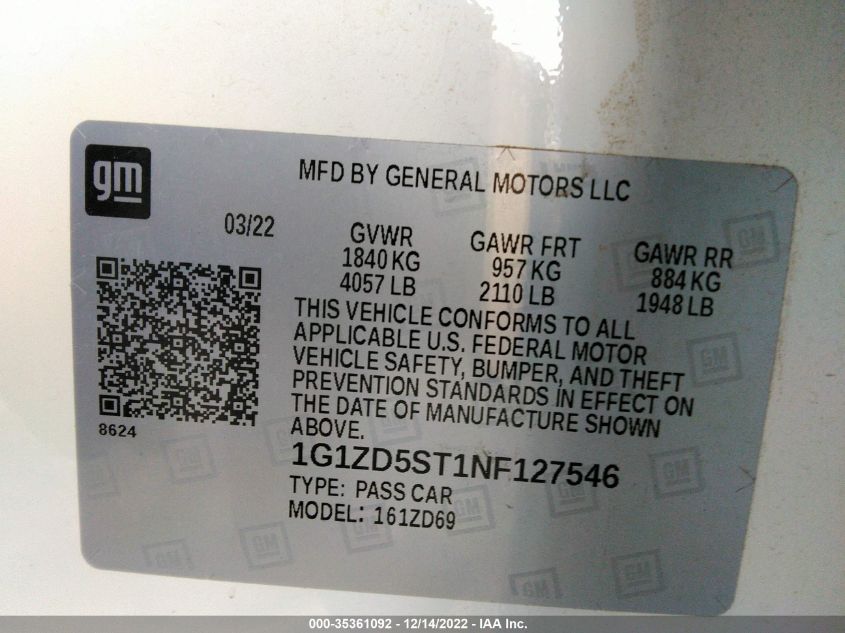 gm
MFD BY GENERAL MOTORS LLC
03/22
GVWR
1840 KG
4057 LB
GAWR FRT
957 KG
2110 LB
GAWR RR
884 KG
1948 LB
THIS VEHICLE CONFORMS TO ALL
APPLICABLE U.S. FEDERAL MOTOR
VEHICLE SAFETY, BUMPER, AND THEFT
PREVENTION STANDARDS IN EFFECT ON
THE DATE OF MANUFACTURE SHOWN
ABOVE.
8624
1G1ZD5ST1NF127546
TYPE: PASS CAR
MODEL: 161ZD69
000-35361092 - 12/14/2022 - IAA Inc.